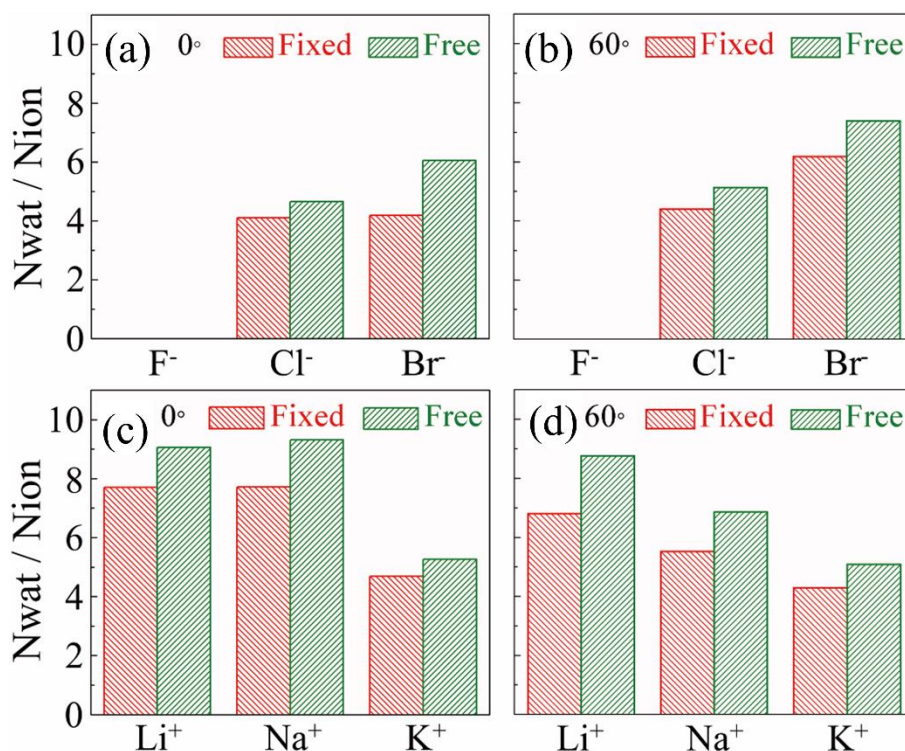 (a) 0° Fixed Free
10
8
6
4
2
0
Nwat / Nion
F⁻ Cl⁻ Br⁻
(b) 60° Fixed Free
F⁻ Cl⁻ Br⁻
(c) 0° Fixed Free
10
8
6
4
2
0
Nwat / Nion
Li⁺ Na⁺ K⁺
(d) 60° Fixed Free
Li⁺ Na⁺ K⁺